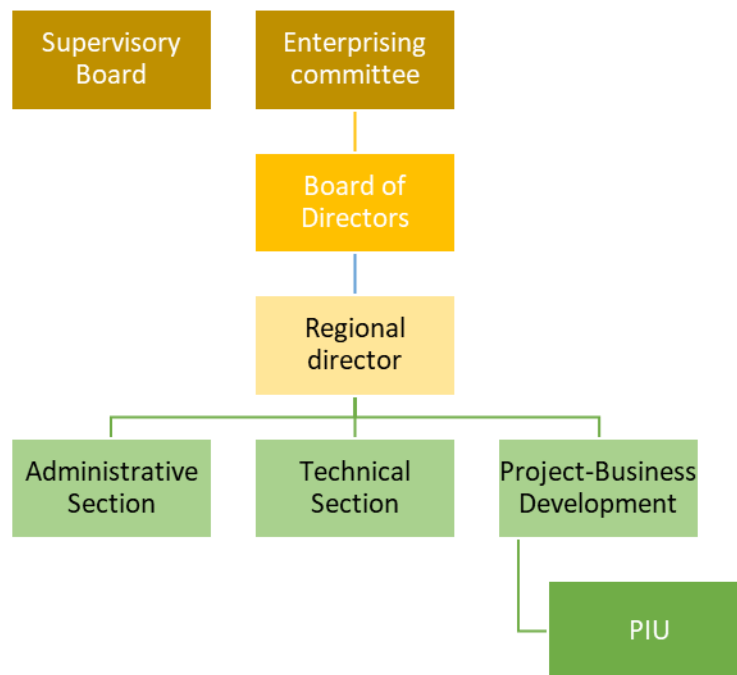 Supervisory
Board
Enterprising
committee
Board of
Directors
Regional
director
Administrative
Section
Technical
Section
Project-Business
Development
PIU